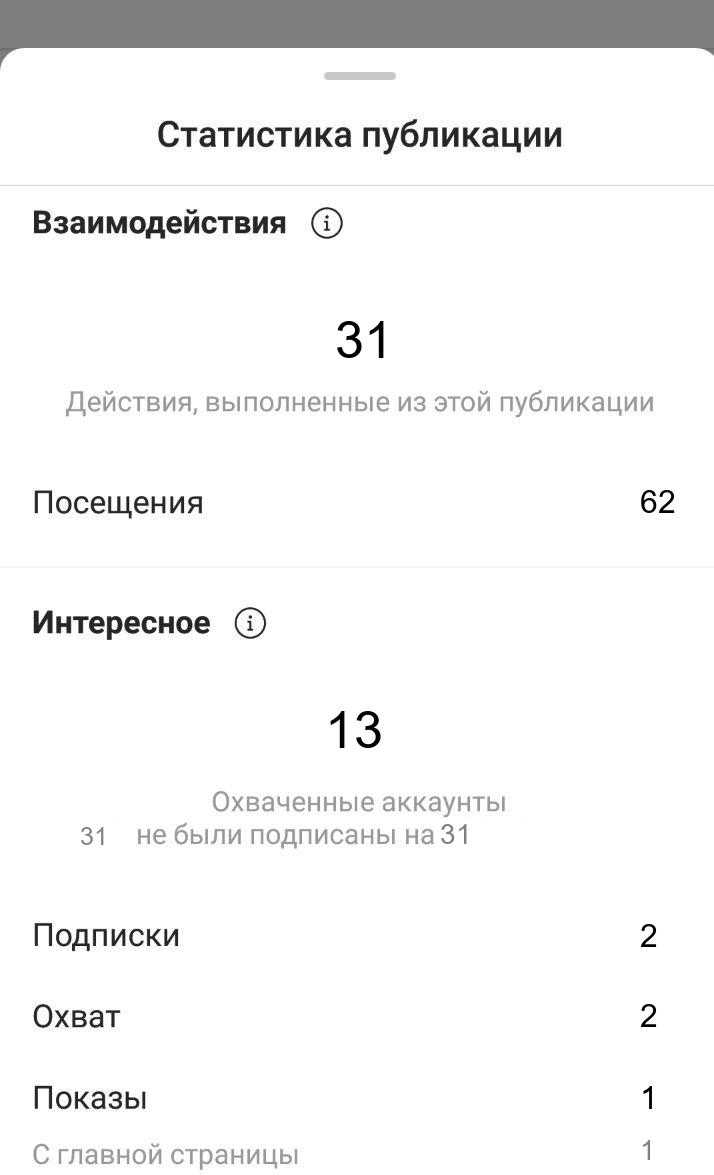 Статистика публикации
Взаимодействия
31
Действия, выполненные из этой публикации
Посещения 62
Интересное
13
Охваченные аккаунты
31 не были подписаны на 31
Подписки 2
Охват 2
Показы 1
С главной страницы 1